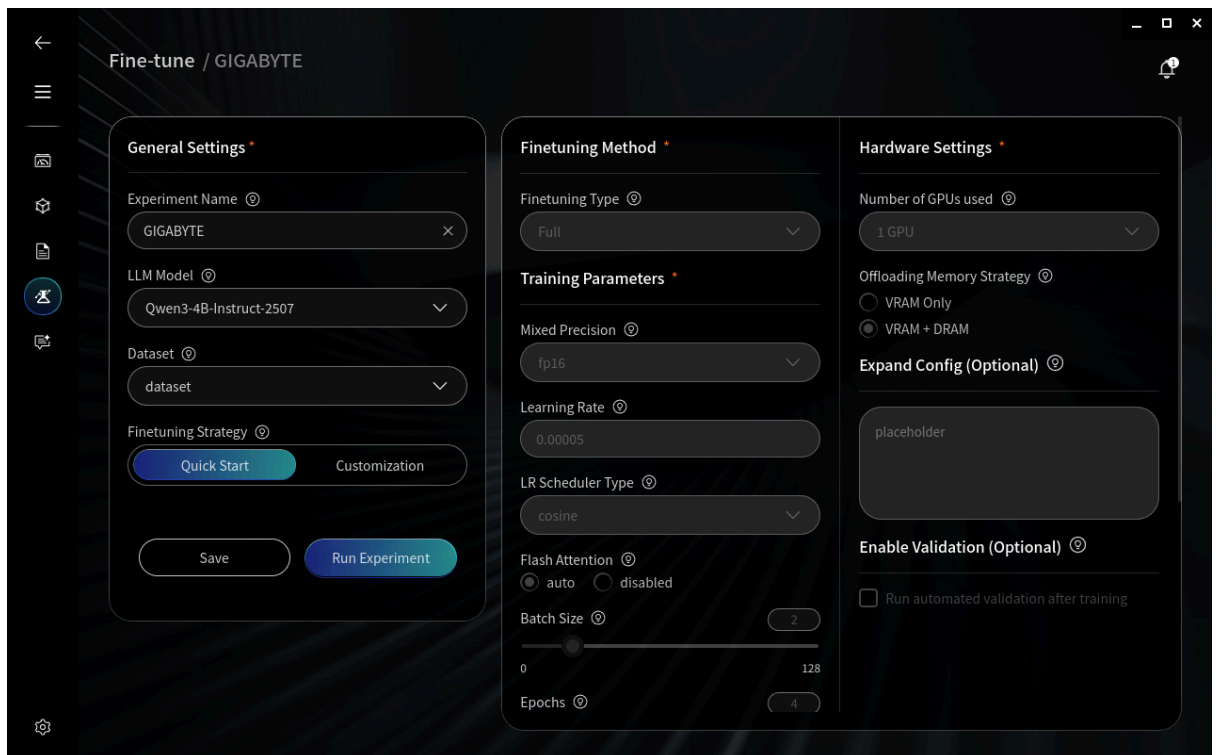 Fine-tune / GIGABYTE
1
General Settings *
Experiment Name
GIGABYTE
LLM Model
Qwen3-4B-Instruct-2507
Dataset
dataset
Finetuning Strategy
Quick Start
Customization
Save
Run Experiment
Finetuning Method *
Finetuning Type
Full
Training Parameters *
Mixed Precision
fp16
Learning Rate
0.00005
LR Scheduler Type
cosine
Flash Attention
auto
disabled
Batch Size
2
0
128
Epochs
4
Hardware Settings *
Number of GPUs used
1 GPU
Offloading Memory Strategy
VRAM Only
VRAM + DRAM
Expand Config (Optional)
placeholder
Enable Validation (Optional)
Run automated validation after training